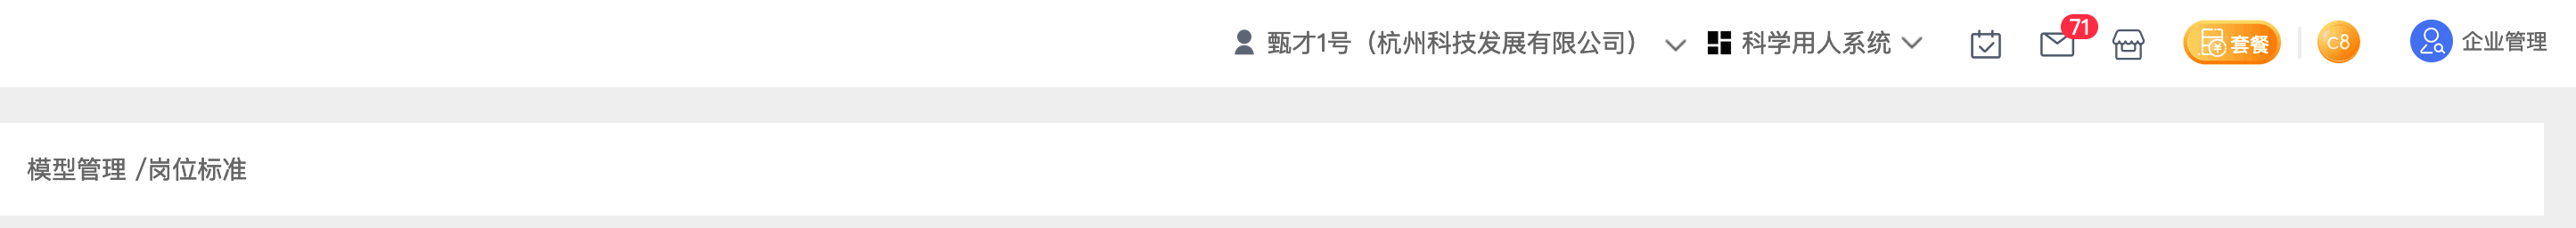 甄才1号（杭州科技发展有限公司） 科学用人系统 71 套餐 c8 企业管理
模型管理 /岗位标准